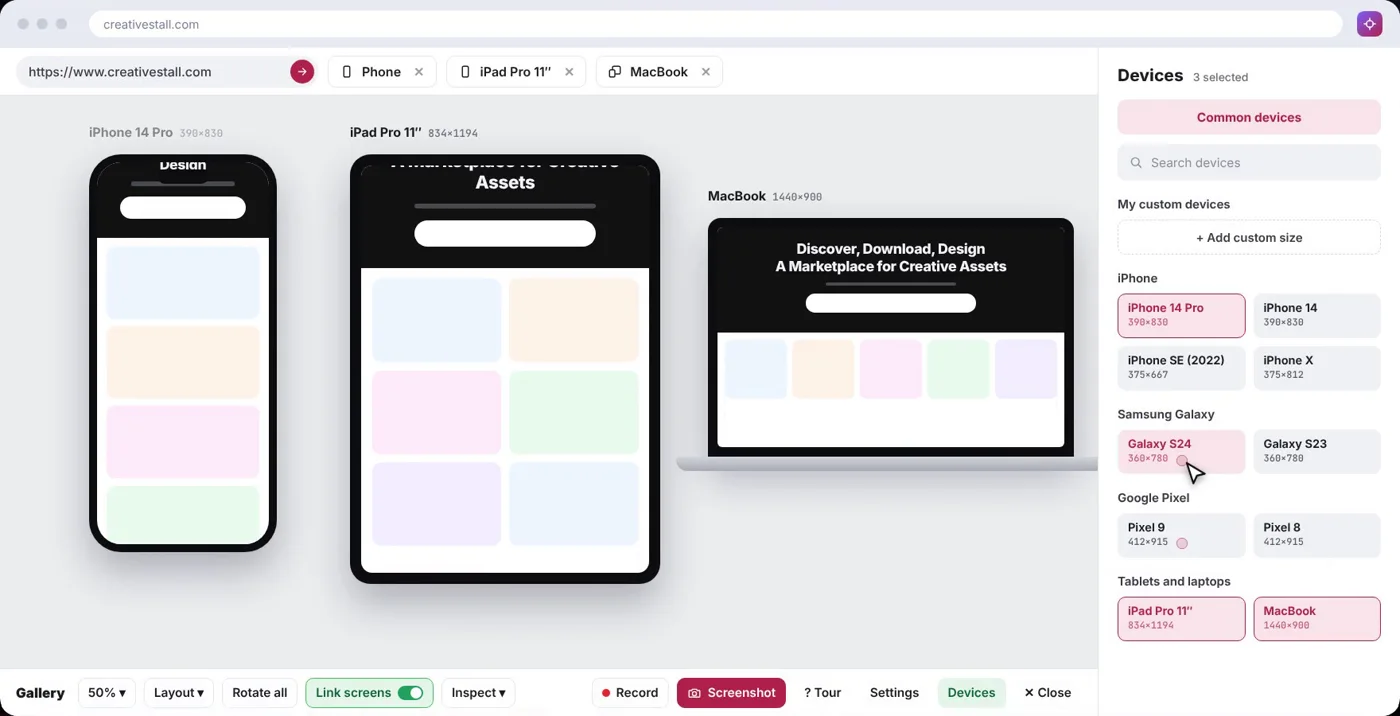 creativestall.com
https://www.creativestall.com
Phone ✕
iPad Pro 11″ ✕
MacBook ✕
iPhone 14 Pro 390×830
Design
iPad Pro 11″ 834×1194
A Marketplace for Creative
Assets
MacBook 1440×900
Discover, Download, Design
A Marketplace for Creative Assets
Devices 3 selected
Common devices
Search devices
My custom devices
+ Add custom size
iPhone
iPhone 14 Pro
390×830
iPhone 14
390×830
iPhone SE (2022)
375×667
iPhone X
375×812
Samsung Galaxy
Galaxy S24
360×780
Galaxy S23
360×780
Google Pixel
Pixel 9
412×915
Pixel 8
412×915
Tablets and laptops
iPad Pro 11″
834×1194
MacBook
1440×900
Gallery
50% ▾
Layout ▾
Rotate all
Link screens
Inspect ▾
Record
Screenshot
? Tour
Settings
Devices
✕ Close